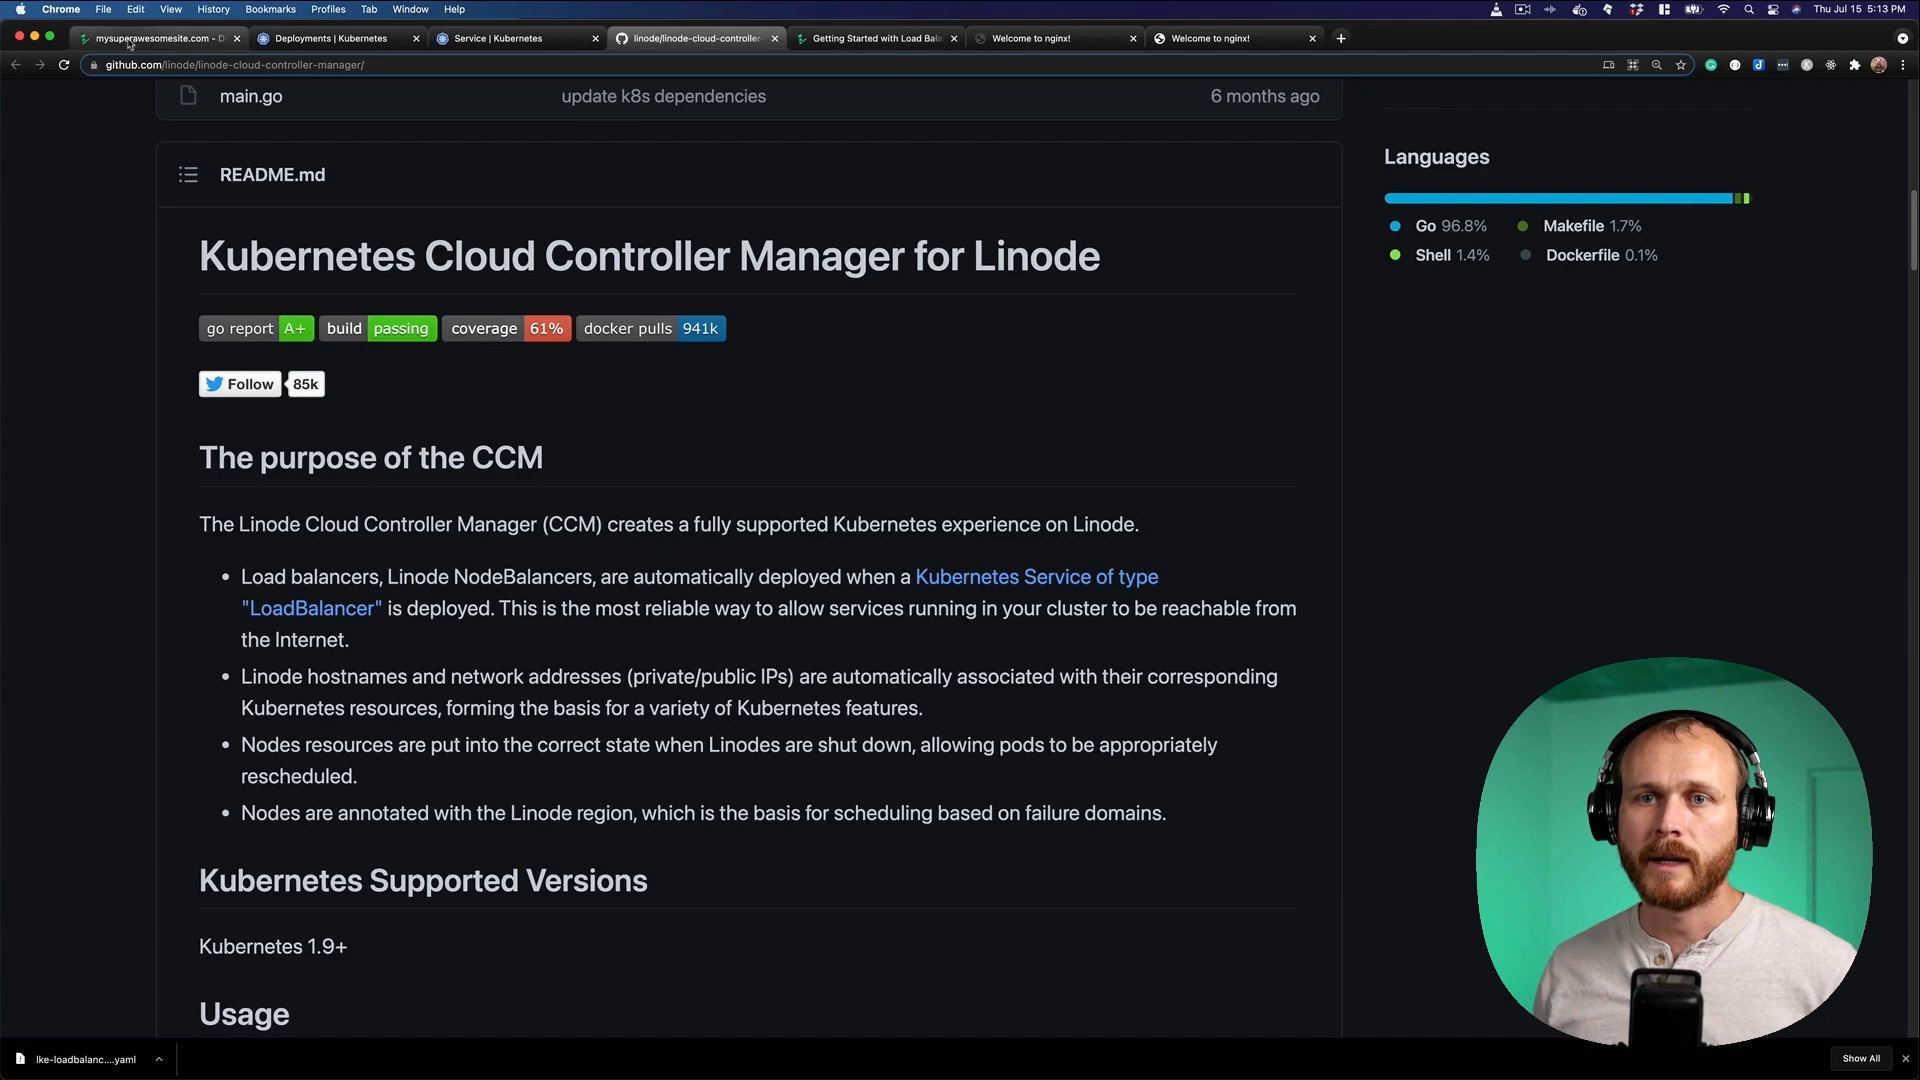 Chrome File Edit View History Bookmarks Profiles Tab Window Help Thu Jul 15 5:13 PM
mysuperawesomesite.com - D Deployments | Kubernetes Service | Kubernetes linode/linode-cloud-controller- Getting Started with Load Bala Welcome to nginx! Welcome to nginx!
github.com/linode/linode-cloud-controller-manager/
main.go update k8s dependencies 6 months ago
README.md
Kubernetes Cloud Controller Manager for Linode
go report A+ build passing coverage 61% docker pulls 941k
Follow 85k
The purpose of the CCM
The Linode Cloud Controller Manager (CCM) creates a fully supported Kubernetes experience on Linode.
• Load balancers, Linode NodeBalancers, are automatically deployed when a Kubernetes Service of type
"LoadBalancer" is deployed. This is the most reliable way to allow services running in your cluster to be reachable from
the Internet.
• Linode hostnames and network addresses (private/public IPs) are automatically associated with their corresponding
Kubernetes resources, forming the basis for a variety of Kubernetes features.
• Nodes resources are put into the correct state when Linodes are shut down, allowing pods to be appropriately
rescheduled.
• Nodes are annotated with the Linode region, which is the basis for scheduling based on failure domains.
Kubernetes Supported Versions
Kubernetes 1.9+
Usage
Languages
Go 96.8% Makefile 1.7%
Shell 1.4% Dockerfile 0.1%
lke-loadbalanc....yaml Show All